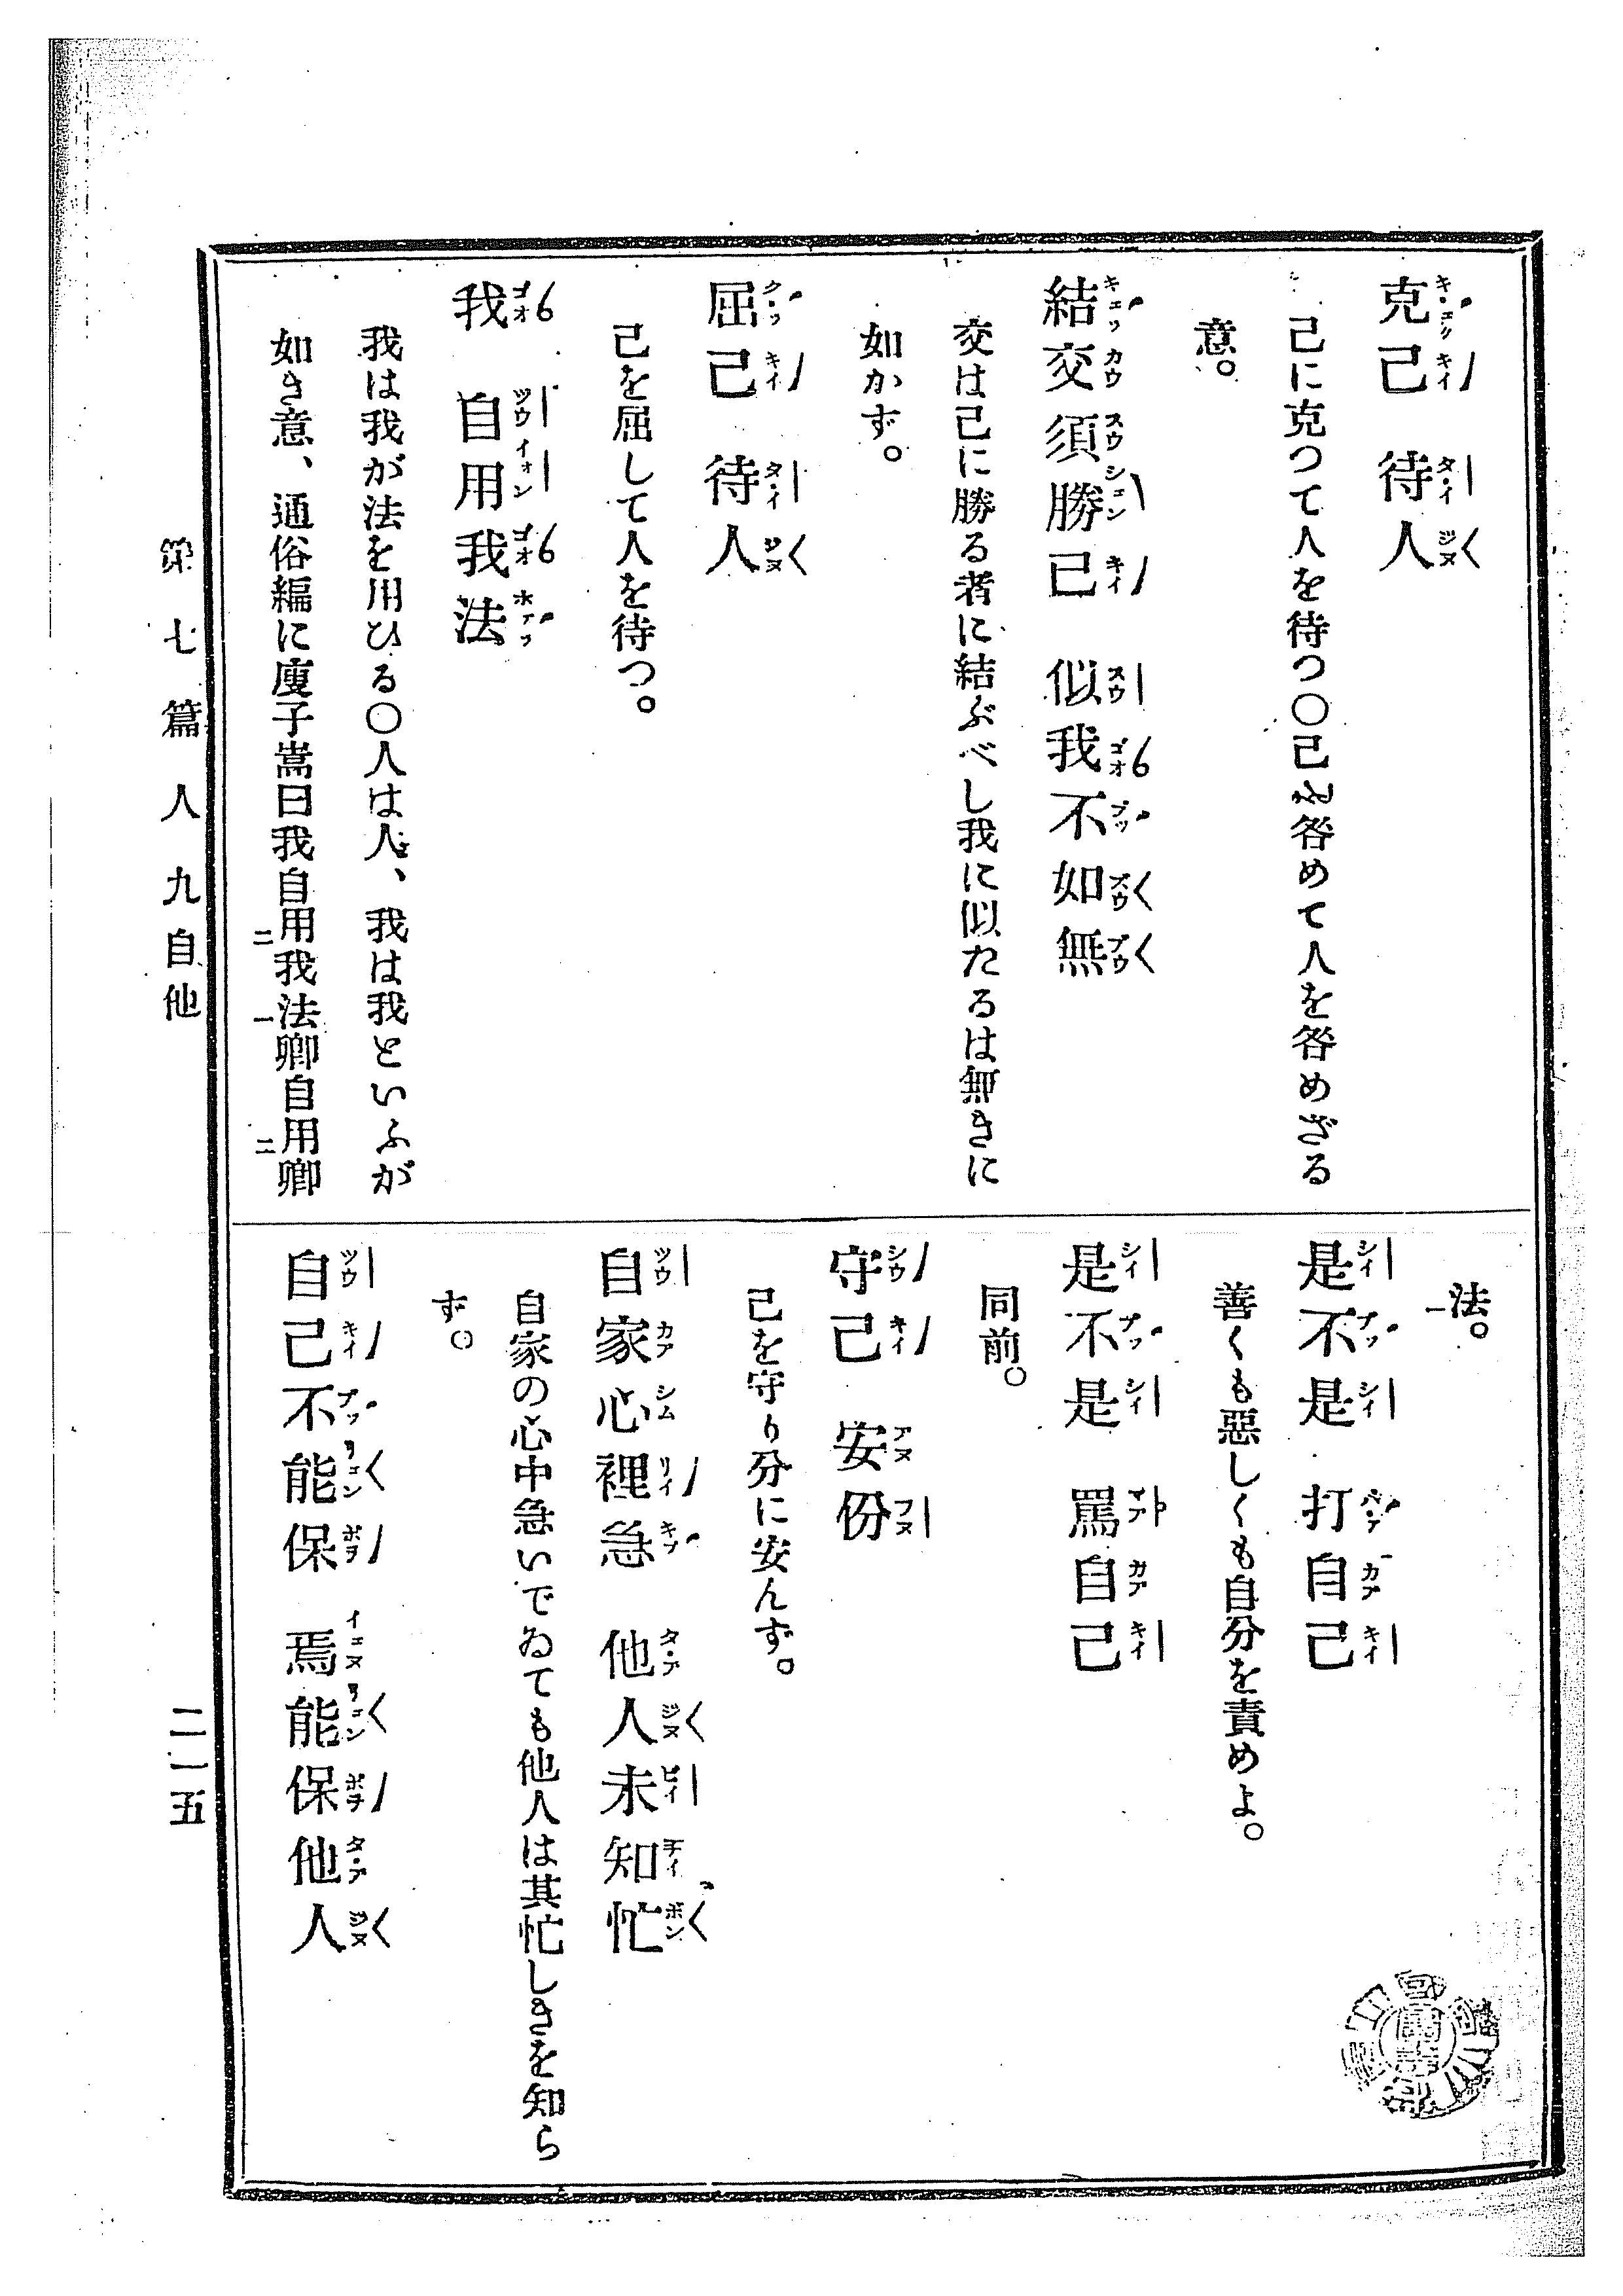 克己　待人
己に克つて人を待つ〇己を咎めて人を咎めざる
意。
結交須勝己　似我不如無
交は己に勝る者に結ぶべし我に似たるは無きに
如かず。
屈己　待人
己を屈して人を待つ。
我　自用我法
我は我が法を用ひる〇人は人、我は我といふが
如き意、通俗編に廋子嵩曰我自用二我法一卿自用二卿
法一。
是不是　打自己
善くも惡しくも自分を責めよ。
是不是　罵自己
同前。
守己　安份
己を守り分に安んず。
自家心裡急　他人未知忙
自家の心中急いでゐても他人は其忙しきを知ら
ず。
自己不能保　焉能保他人
第七篇　人　九自他
二一五